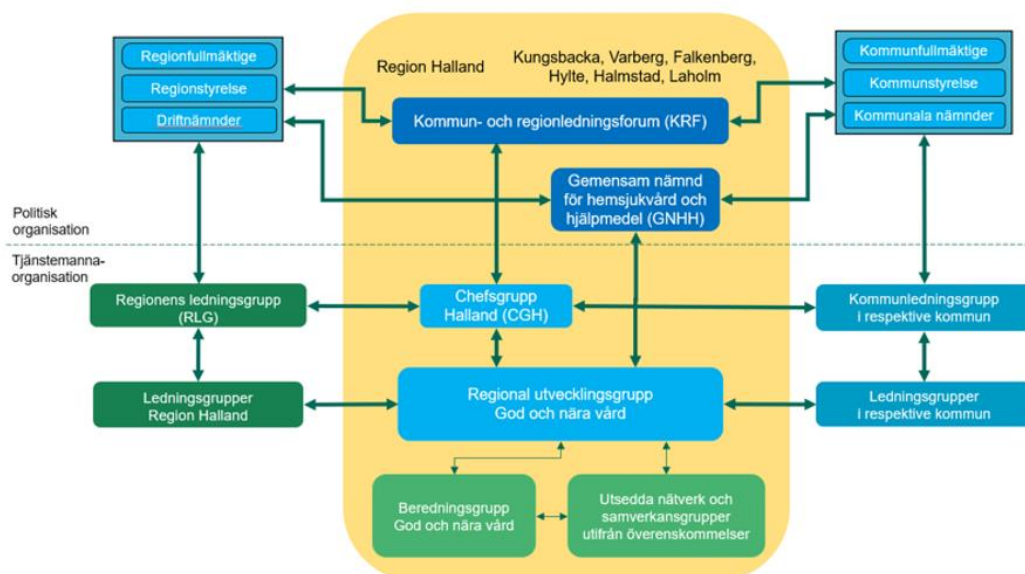 Regionfullmäktige
Regionstyrelse
Driftnämnder
Region Halland
Kungsbacka, Varberg, Falkenberg,
Hylte, Halmstad, Laholm
Kommunfullmäktige
Kommunstyrelse
Kommunala nämnder
Kommun- och regionledningsforum (KRF)
Gemensam nämnd
för hemsjukvård och
hjälpmedel (GNHH)
Politisk
organisation
Tjänstemanna-
organisation
Regionens ledningsgrupp
(RLG)
Chefsgrupp
Halland (CGH)
Kommunledningsgrupp
i respektive kommun
Ledningsgrupper
Region Halland
Regional utvecklingsgrupp
God och nära vård
Ledningsgrupper
i respektive kommun
Beredningsgrupp
God och nära vård
Utsedda nätverk och
samverkansgrupper
utifrån överenskommelser